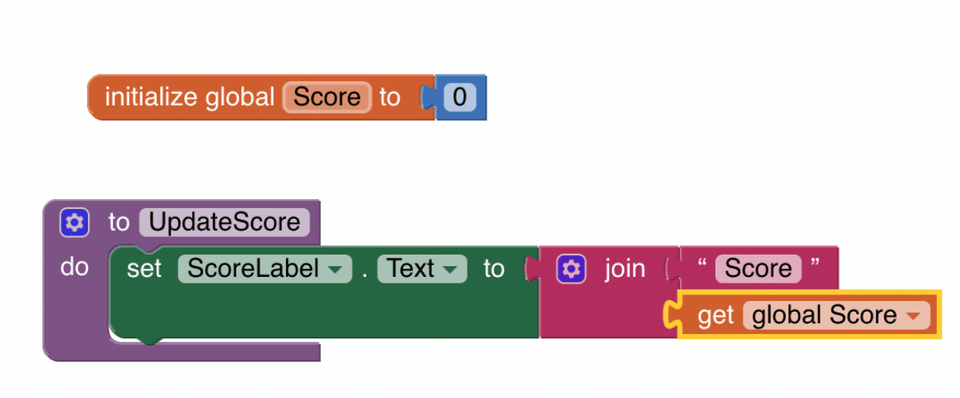 initialize global Score to 0
to UpdateScore
do set ScoreLabel . Text to join “ Score ”
get global Score